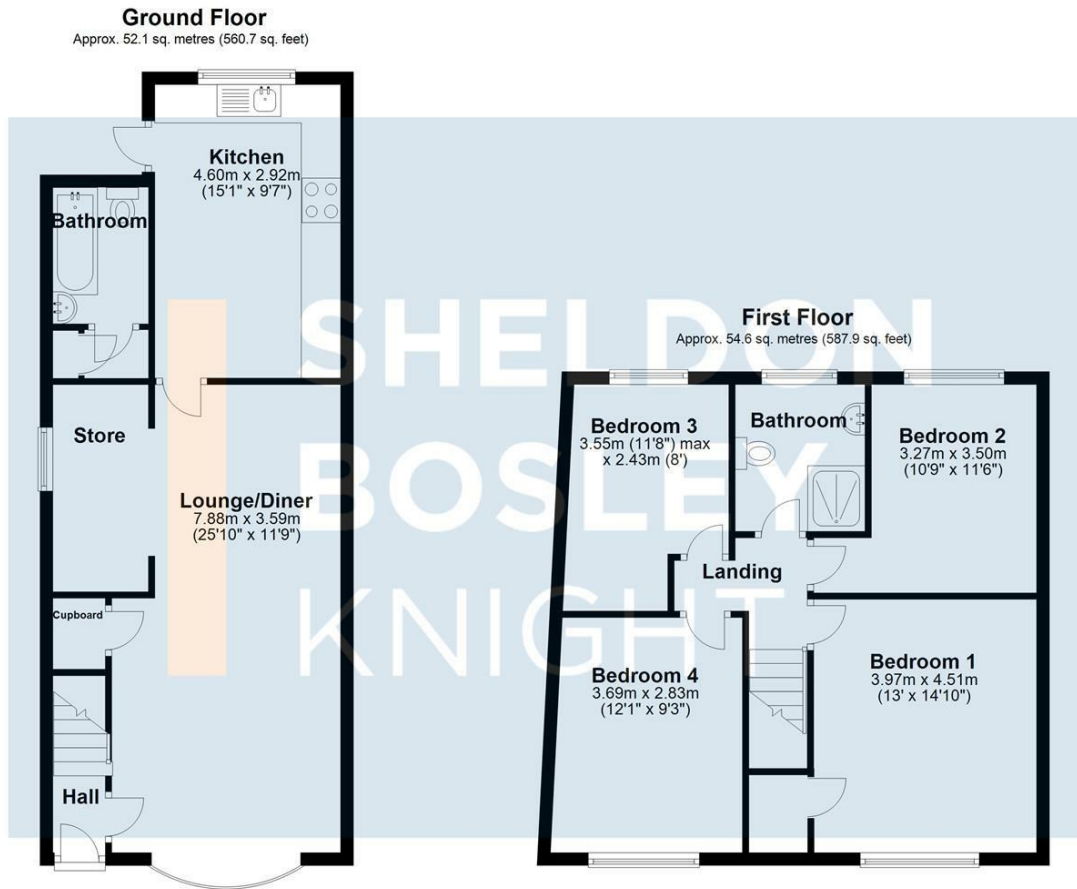 Ground Floor
Approx. 52.1 sq. metres (560.7 sq. feet)
Kitchen
4.60m x 2.92m
(15'1" x 9'7")
Bathroom
Store
Lounge/Diner
7.88m x 3.59m
(25'10" x 11'9")
Cupboard
Hall
SHELDON
BOSLEY
KNIGHT
First Floor
Approx. 54.6 sq. metres (587.9 sq. feet)
Bedroom 3
3.55m (11'8") max
x 2.43m (8')
Bathroom
Bedroom 2
3.27m x 3.50m
(10'9" x 11'6")
Landing
Bedroom 4
3.69m x 2.83m
(12'1" x 9'3")
Bedroom 1
3.97m x 4.51m
(13' x 14'10")